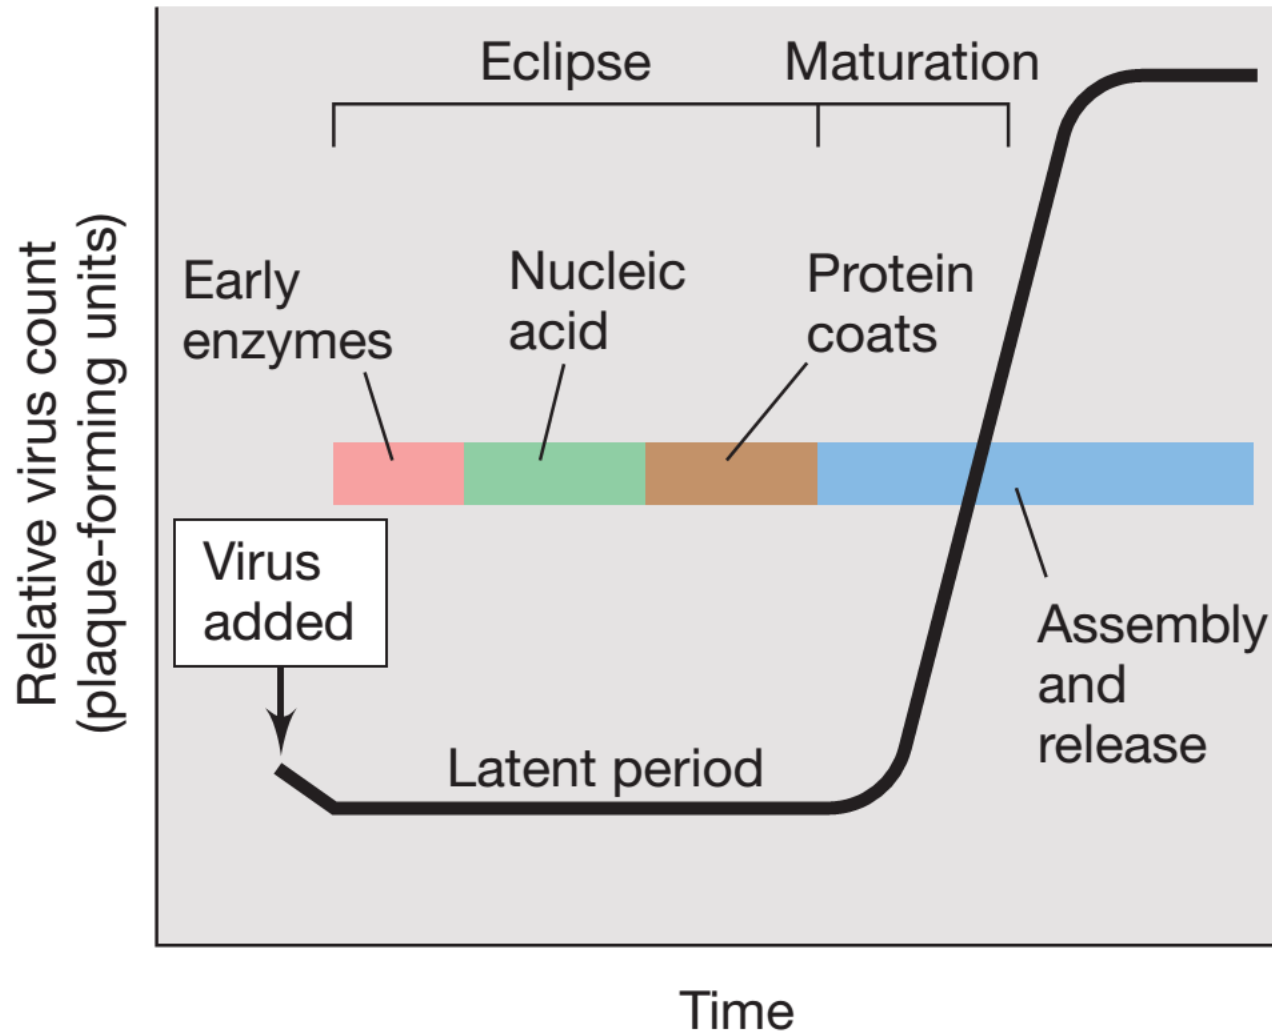 Eclipse
Maturation
Early
enzymes
Nucleic
acid
Protein
coats
Virus
added
Latent period
Assembly
and
release
Relative virus count
(plaque-forming units)
Time